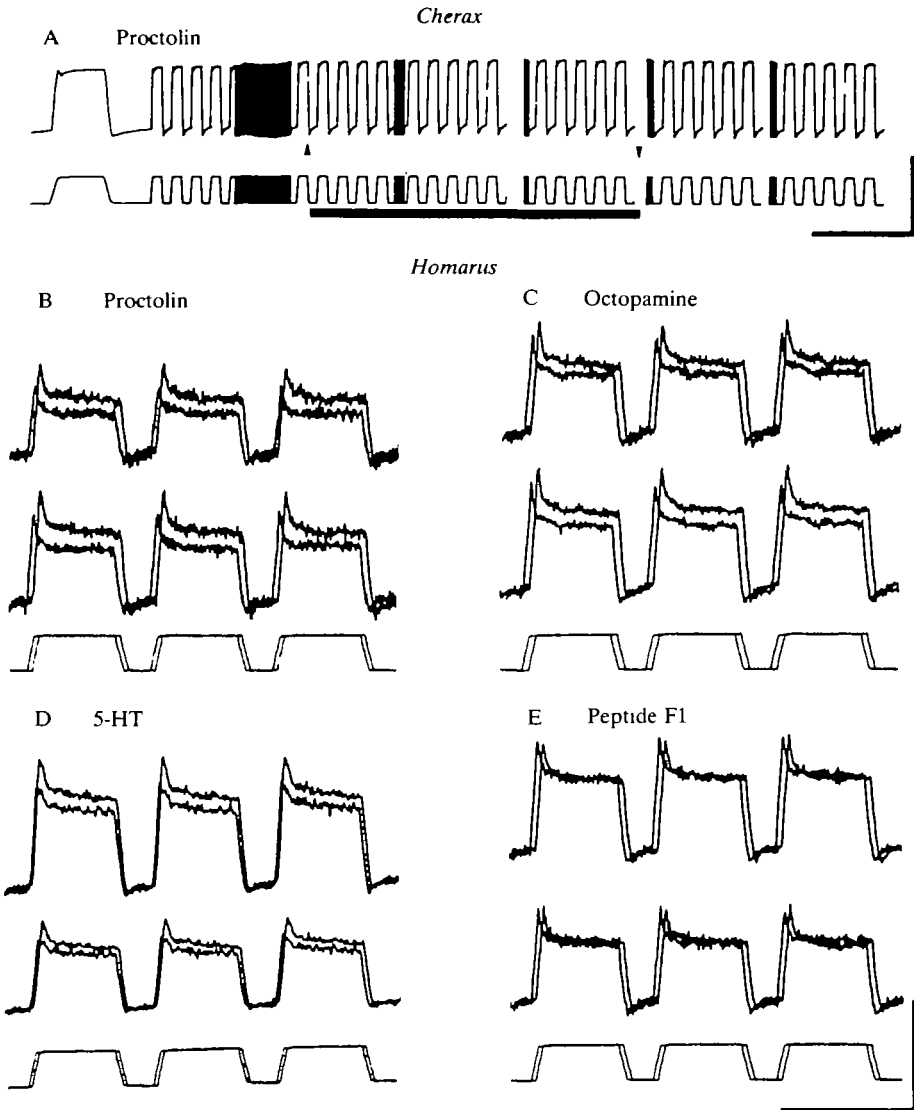 Cherax
A Proctolin
Homarus
B Proctolin
C Octopamine
D 5-HT
E Peptide F1